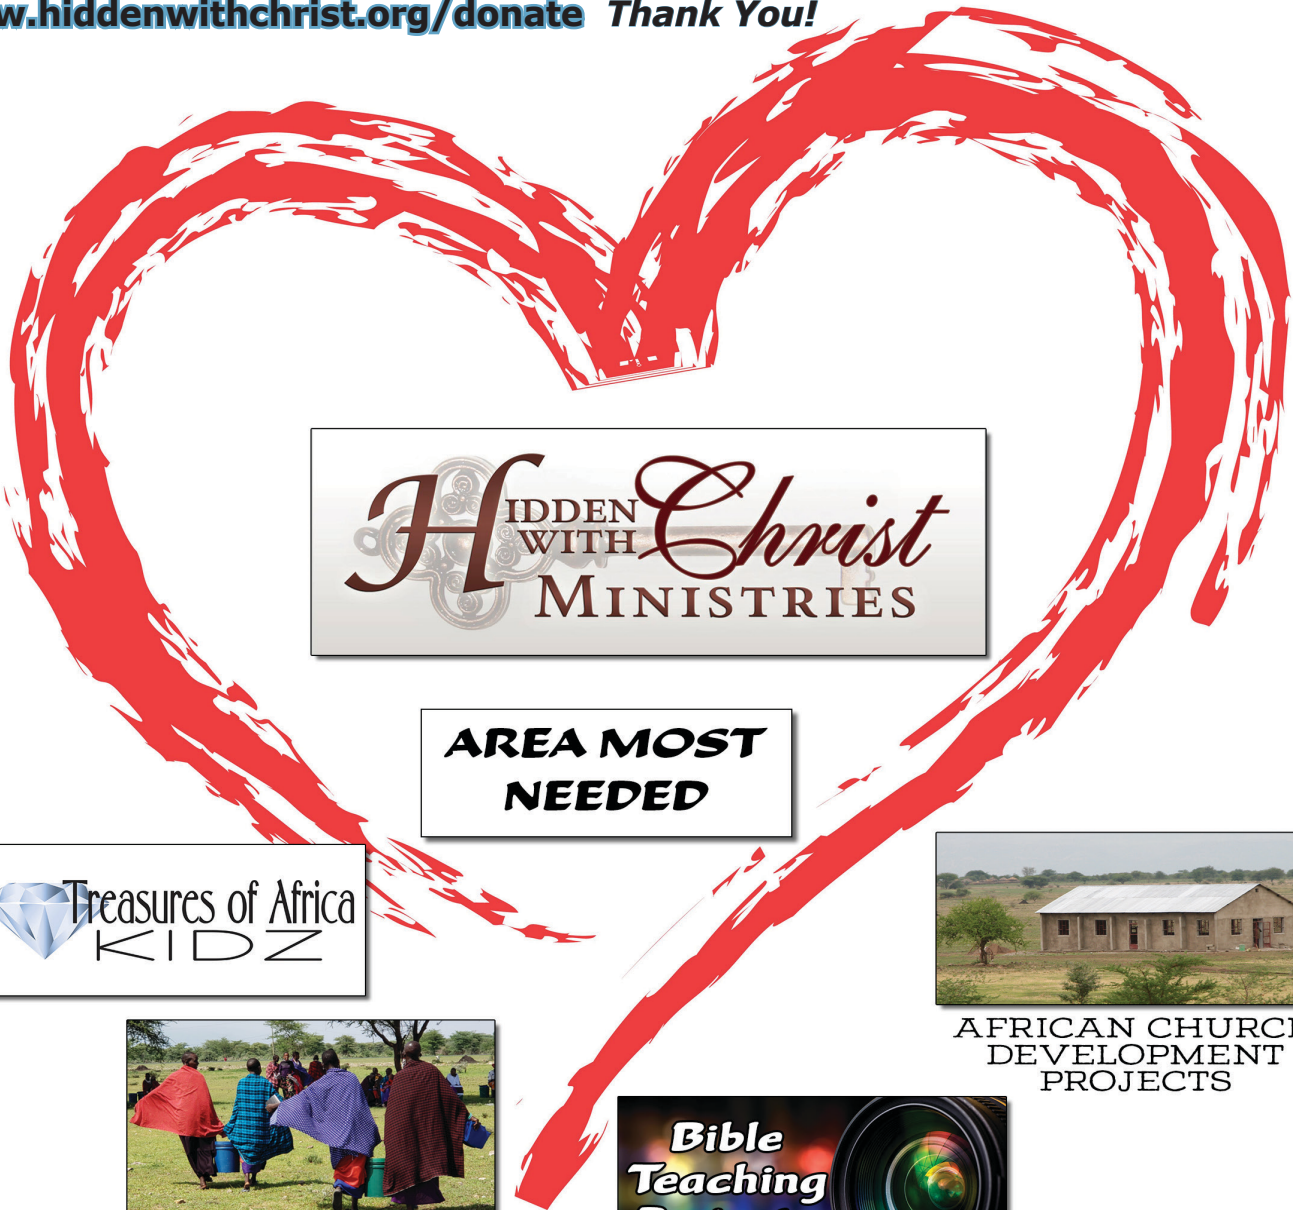 w.hiddenwithchrist.org/donate Thank You!
HIDDEN
WITH Christ
MINISTRIES
AREA MOST
NEEDED
Treasures of Africa
KIDZ
AFRICAN CHURC
DEVELOPMENT
PROJECTS
Bible
Teaching